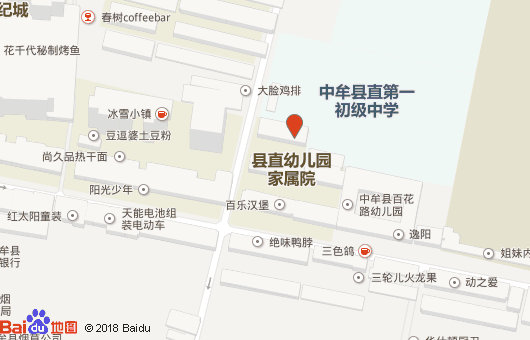 纪城
春树coffeebar
花千代秘制烤鱼
大脸鸡排
中牟县直第一
初级中学
冰雪小镇
豆逗婆土豆粉
尚久品热干面
县直幼儿园
家属院
阳光少年
百乐汉堡
中牟县百花
路幼儿园
红太阳童装
天能电池组
装电动车
逸阳
绝味鸭脖
三色鸽
姐妹内
牟县
银行
三轮儿火龙果
动之爱
烟
局
Bai 地图
© 2018 Baidu